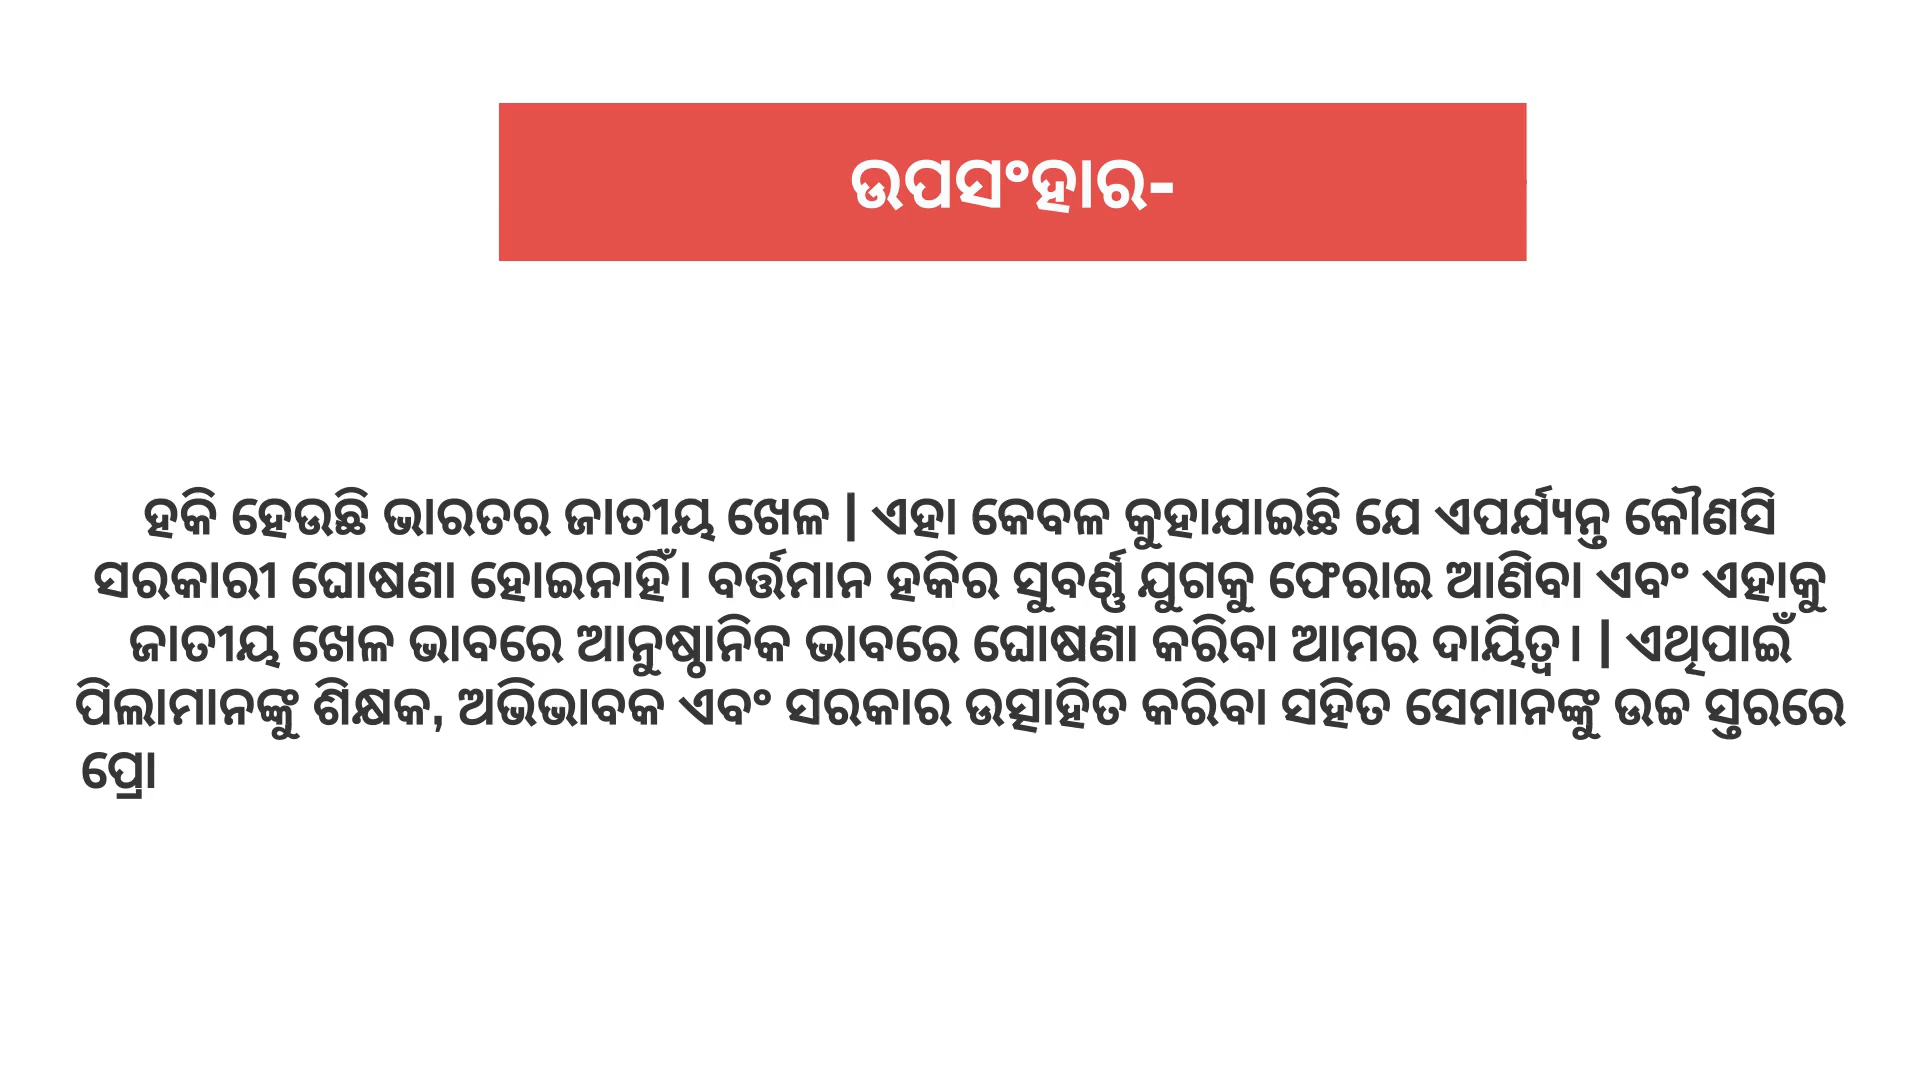 ଉପସଂହାର-
ହକି ହେଉଛି ଭାରତର ଜାତୀୟ ଖେଳ | ଏହା କେବଳ କୁହାଯାଇଛି ଯେ ଏପର୍ଯ୍ୟନ୍ତ କୌଣସି
ସରକାରୀ ଘୋଷଣା ହୋଇନାହିଁ। ବର୍ତ୍ତମାନ ହକିର ସୁବର୍ଣ୍ଣ ଯୁଗକୁ ଫେରାଇ ଆଣିବା ଏବଂ ଏହାକୁ
ଜାତୀୟ ଖେଳ ଭାବରେ ଆନୁଷ୍ଠାନିକ ଭାବରେ ଘୋଷଣା କରିବା ଆମର ଦାୟିତ୍ୱ। | ଏଥିପାଇଁ
ପିଲାମାନଙ୍କୁ ଶିକ୍ଷକ, ଅଭିଭାବକ ଏବଂ ସରକାର ଉତ୍ସାହିତ କରିବା ସହିତ ସେମାନଙ୍କୁ ଉଚ୍ଚ ସ୍ତରରେ
ପ୍ରୋ